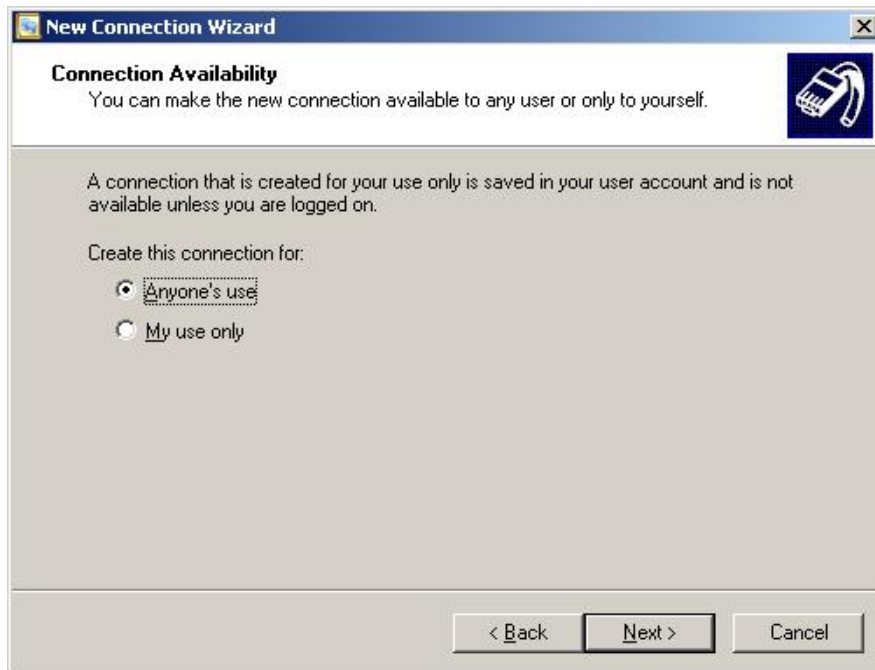 New Connection Wizard
Connection Availability
You can make the new connection available to any user or only to yourself.
A connection that is created for your use only is saved in your user account and is not
available unless you are logged on.
Create this connection for:
Anyone's use
My use only
< Back
Next >
Cancel